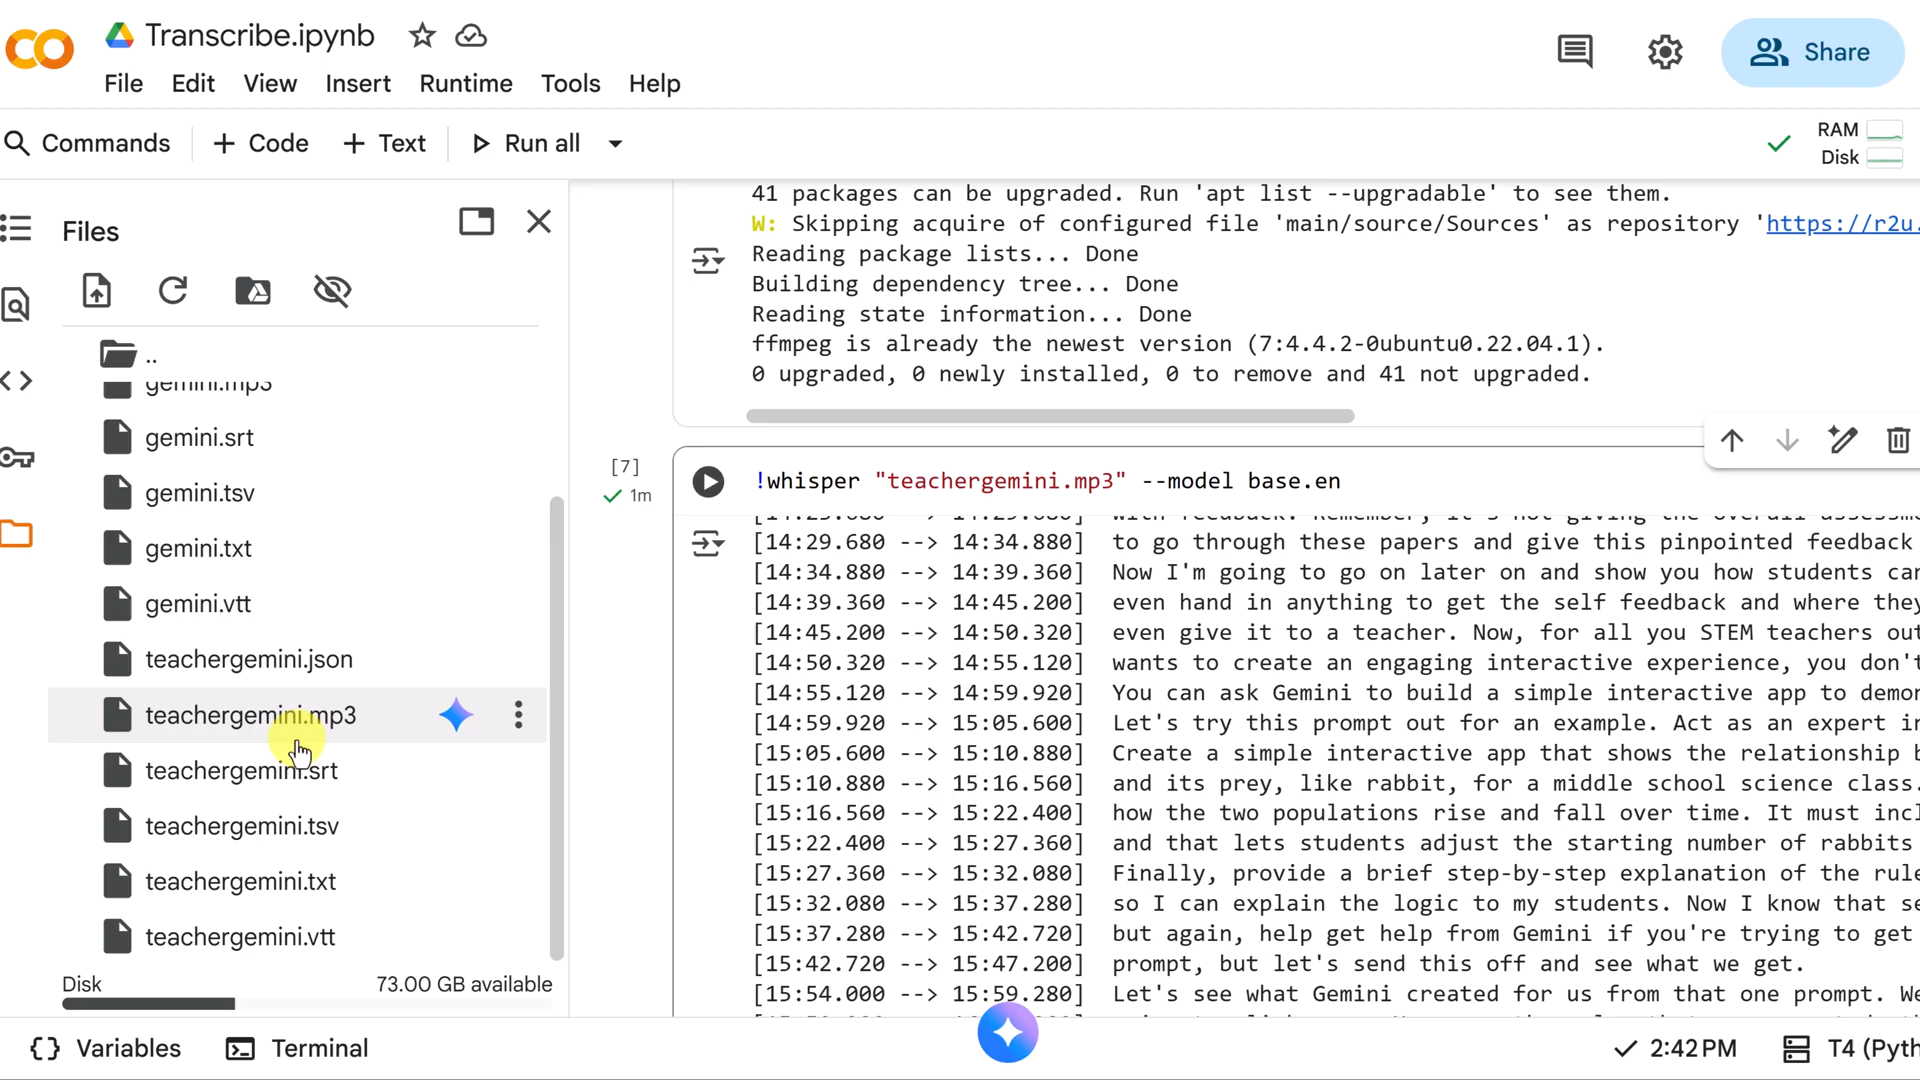 Transcribe.ipynb
File Edit View Insert Runtime Tools Help
Share
Commands + Code + Text Run all
RAM
Disk
Files
..
gemini.mp3
gemini.srt
gemini.tsv
gemini.txt
gemini.vtt
teachergemini.json
teachergemini.mp3
teachergemini.srt
teachergemini.tsv
teachergemini.txt
teachergemini.vtt
Disk 73.00 GB available
41 packages can be upgraded. Run 'apt list --upgradable' to see them.
W: Skipping acquire of configured file 'main/source/Sources' as repository 'https://r2u.
Reading package lists... Done
Building dependency tree... Done
Reading state information... Done
ffmpeg is already the newest version (7:4.4.2-0ubuntu0.22.04.1).
0 upgraded, 0 newly installed, 0 to remove and 41 not upgraded.
[7]
1m
!whisper "teachergemini.mp3" --model base.en
with feedback. Remember, it's not giving the overall
[14:29.680 --> 14:34.880] to go through these papers and give this pinpointed feedback
[14:34.880 --> 14:39.360] Now I'm going to go on later on and show you how students can
[14:39.360 --> 14:45.200] even hand in anything to get the self feedback and where they
[14:45.200 --> 14:50.320] even give it to a teacher. Now, for all you STEM teachers out
[14:50.320 --> 14:55.120] wants to create an engaging interactive experience, you don't
[14:55.120 --> 14:59.920] You can ask Gemini to build a simple interactive app to demon
[14:59.920 --> 15:05.600] Let's try this prompt out for an example. Act as an expert in
[15:05.600 --> 15:10.880] Create a simple interactive app that shows the relationship b
[15:10.880 --> 15:16.560] and its prey, like rabbit, for a middle school science class.
[15:16.560 --> 15:22.400] how the two populations rise and fall over time. It must incl
[15:22.400 --> 15:27.360] and that lets students adjust the starting number of rabbits
[15:27.360 --> 15:32.080] Finally, provide a brief step-by-step explanation of the rule
[15:32.080 --> 15:37.280] so I can explain the logic to my students. Now I know that se
[15:37.280 --> 15:42.720] but again, help get help from Gemini if you're trying to get
[15:42.720 --> 15:47.200] prompt, but let's send this off and see what we get.
[15:54.000 --> 15:59.280] Let's see what Gemini created for us from that one prompt. We
Variables Terminal
2:42 PM T4 (Pyth